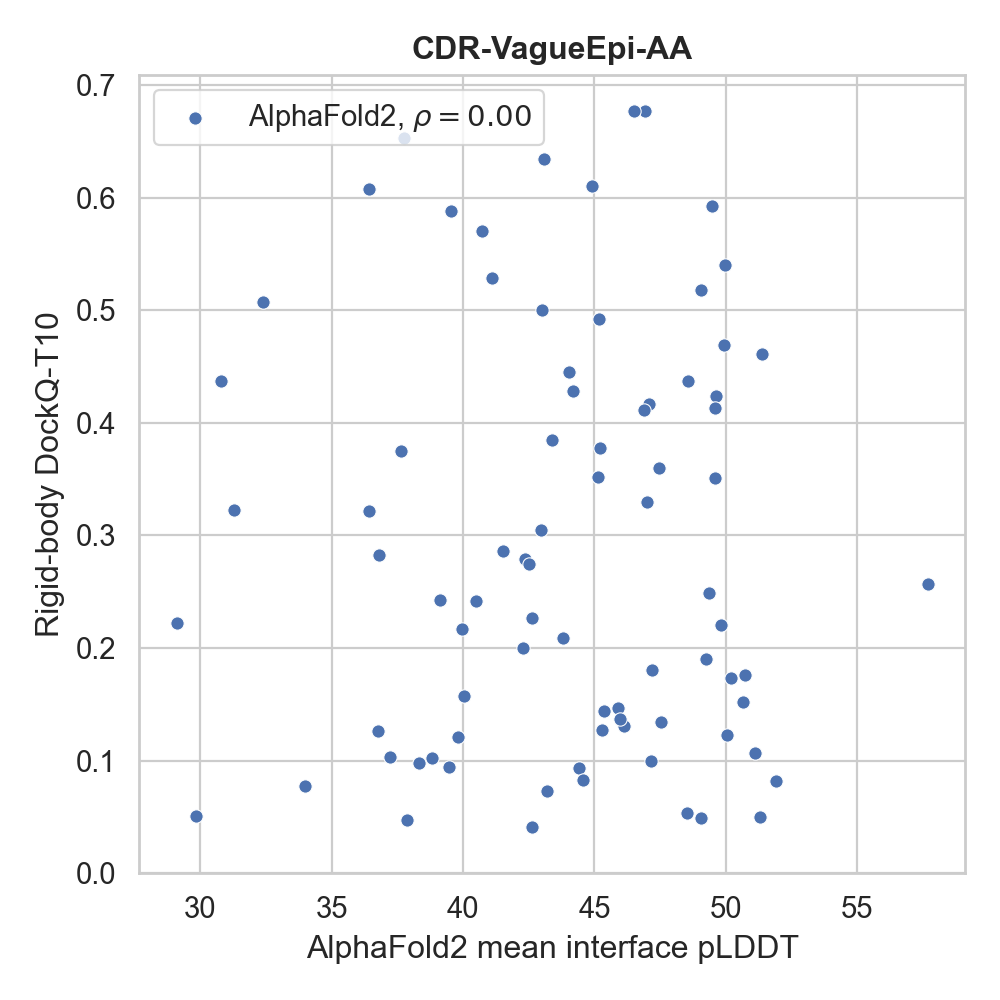 CDR-VagueEpi-AA
AlphaFold2, ρ = 0.00
Rigid-body DockQ-T10
0.7
0.6
0.5
0.4
0.3
0.2
0.1
0.0
30 35 40 45 50 55
AlphaFold2 mean interface pLDDT